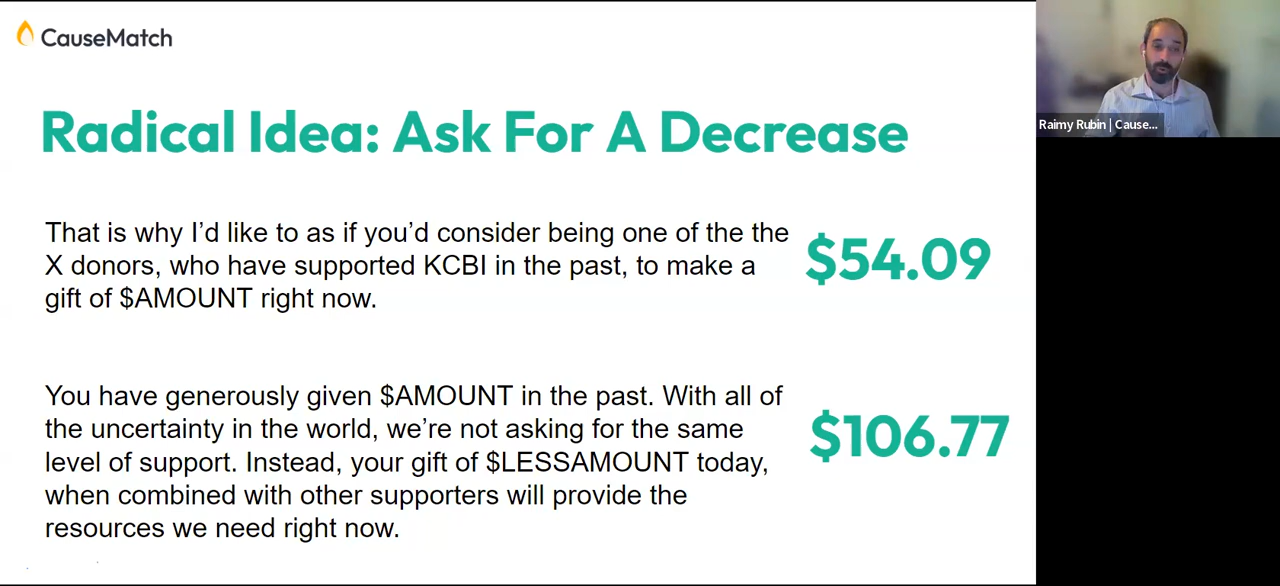 CauseMatch
Radical Idea: Ask For A Decrease
That is why I’d like to as if you’d consider being one of the the
X donors, who have supported KCBI in the past, to make a
gift of $AMOUNT right now.
$54.09
You have generously given $AMOUNT in the past. With all of
the uncertainty in the world, we’re not asking for the same
level of support. Instead, your gift of $LESSAMOUNT today,
when combined with other supporters will provide the
resources we need right now.
$106.77
Raimy Rubin | Cause...